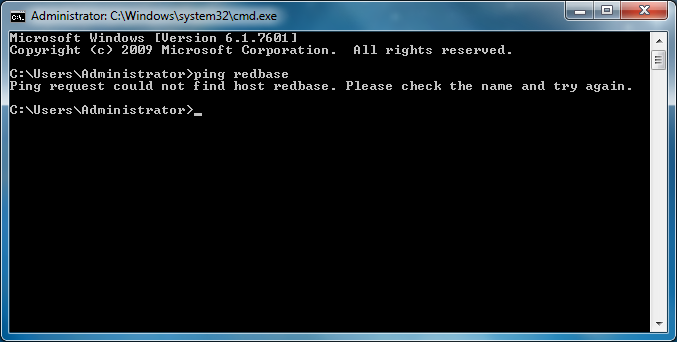 Administrator: C:\Windows\system32\cmd.exe
Microsoft Windows [Version 6.1.7601]
Copyright (c) 2009 Microsoft Corporation.  All rights reserved.
C:\Users\Administrator>ping redbase
Ping request could not find host redbase. Please check the name and try again.
C:\Users\Administrator>_